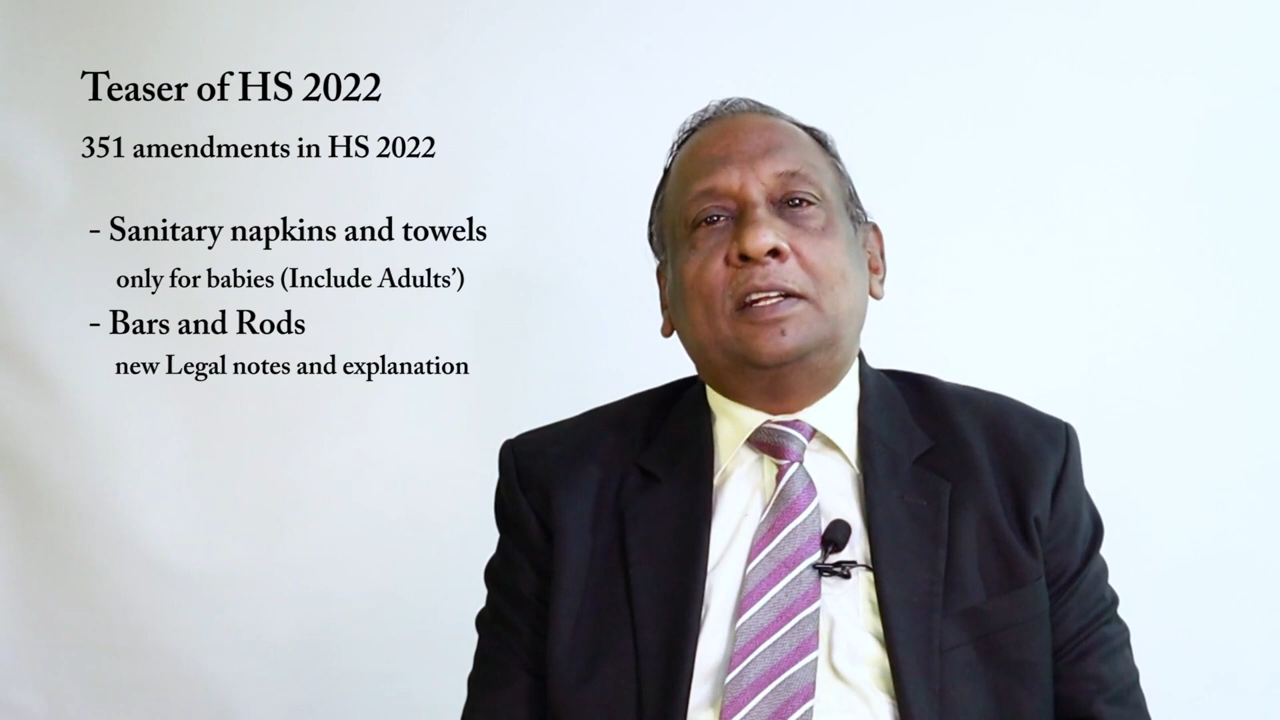 Teaser of HS 2022
351 amendments in HS 2022
- Sanitary napkins and towels
only for babies (Include Adults’)
- Bars and Rods
new Legal notes and explanation